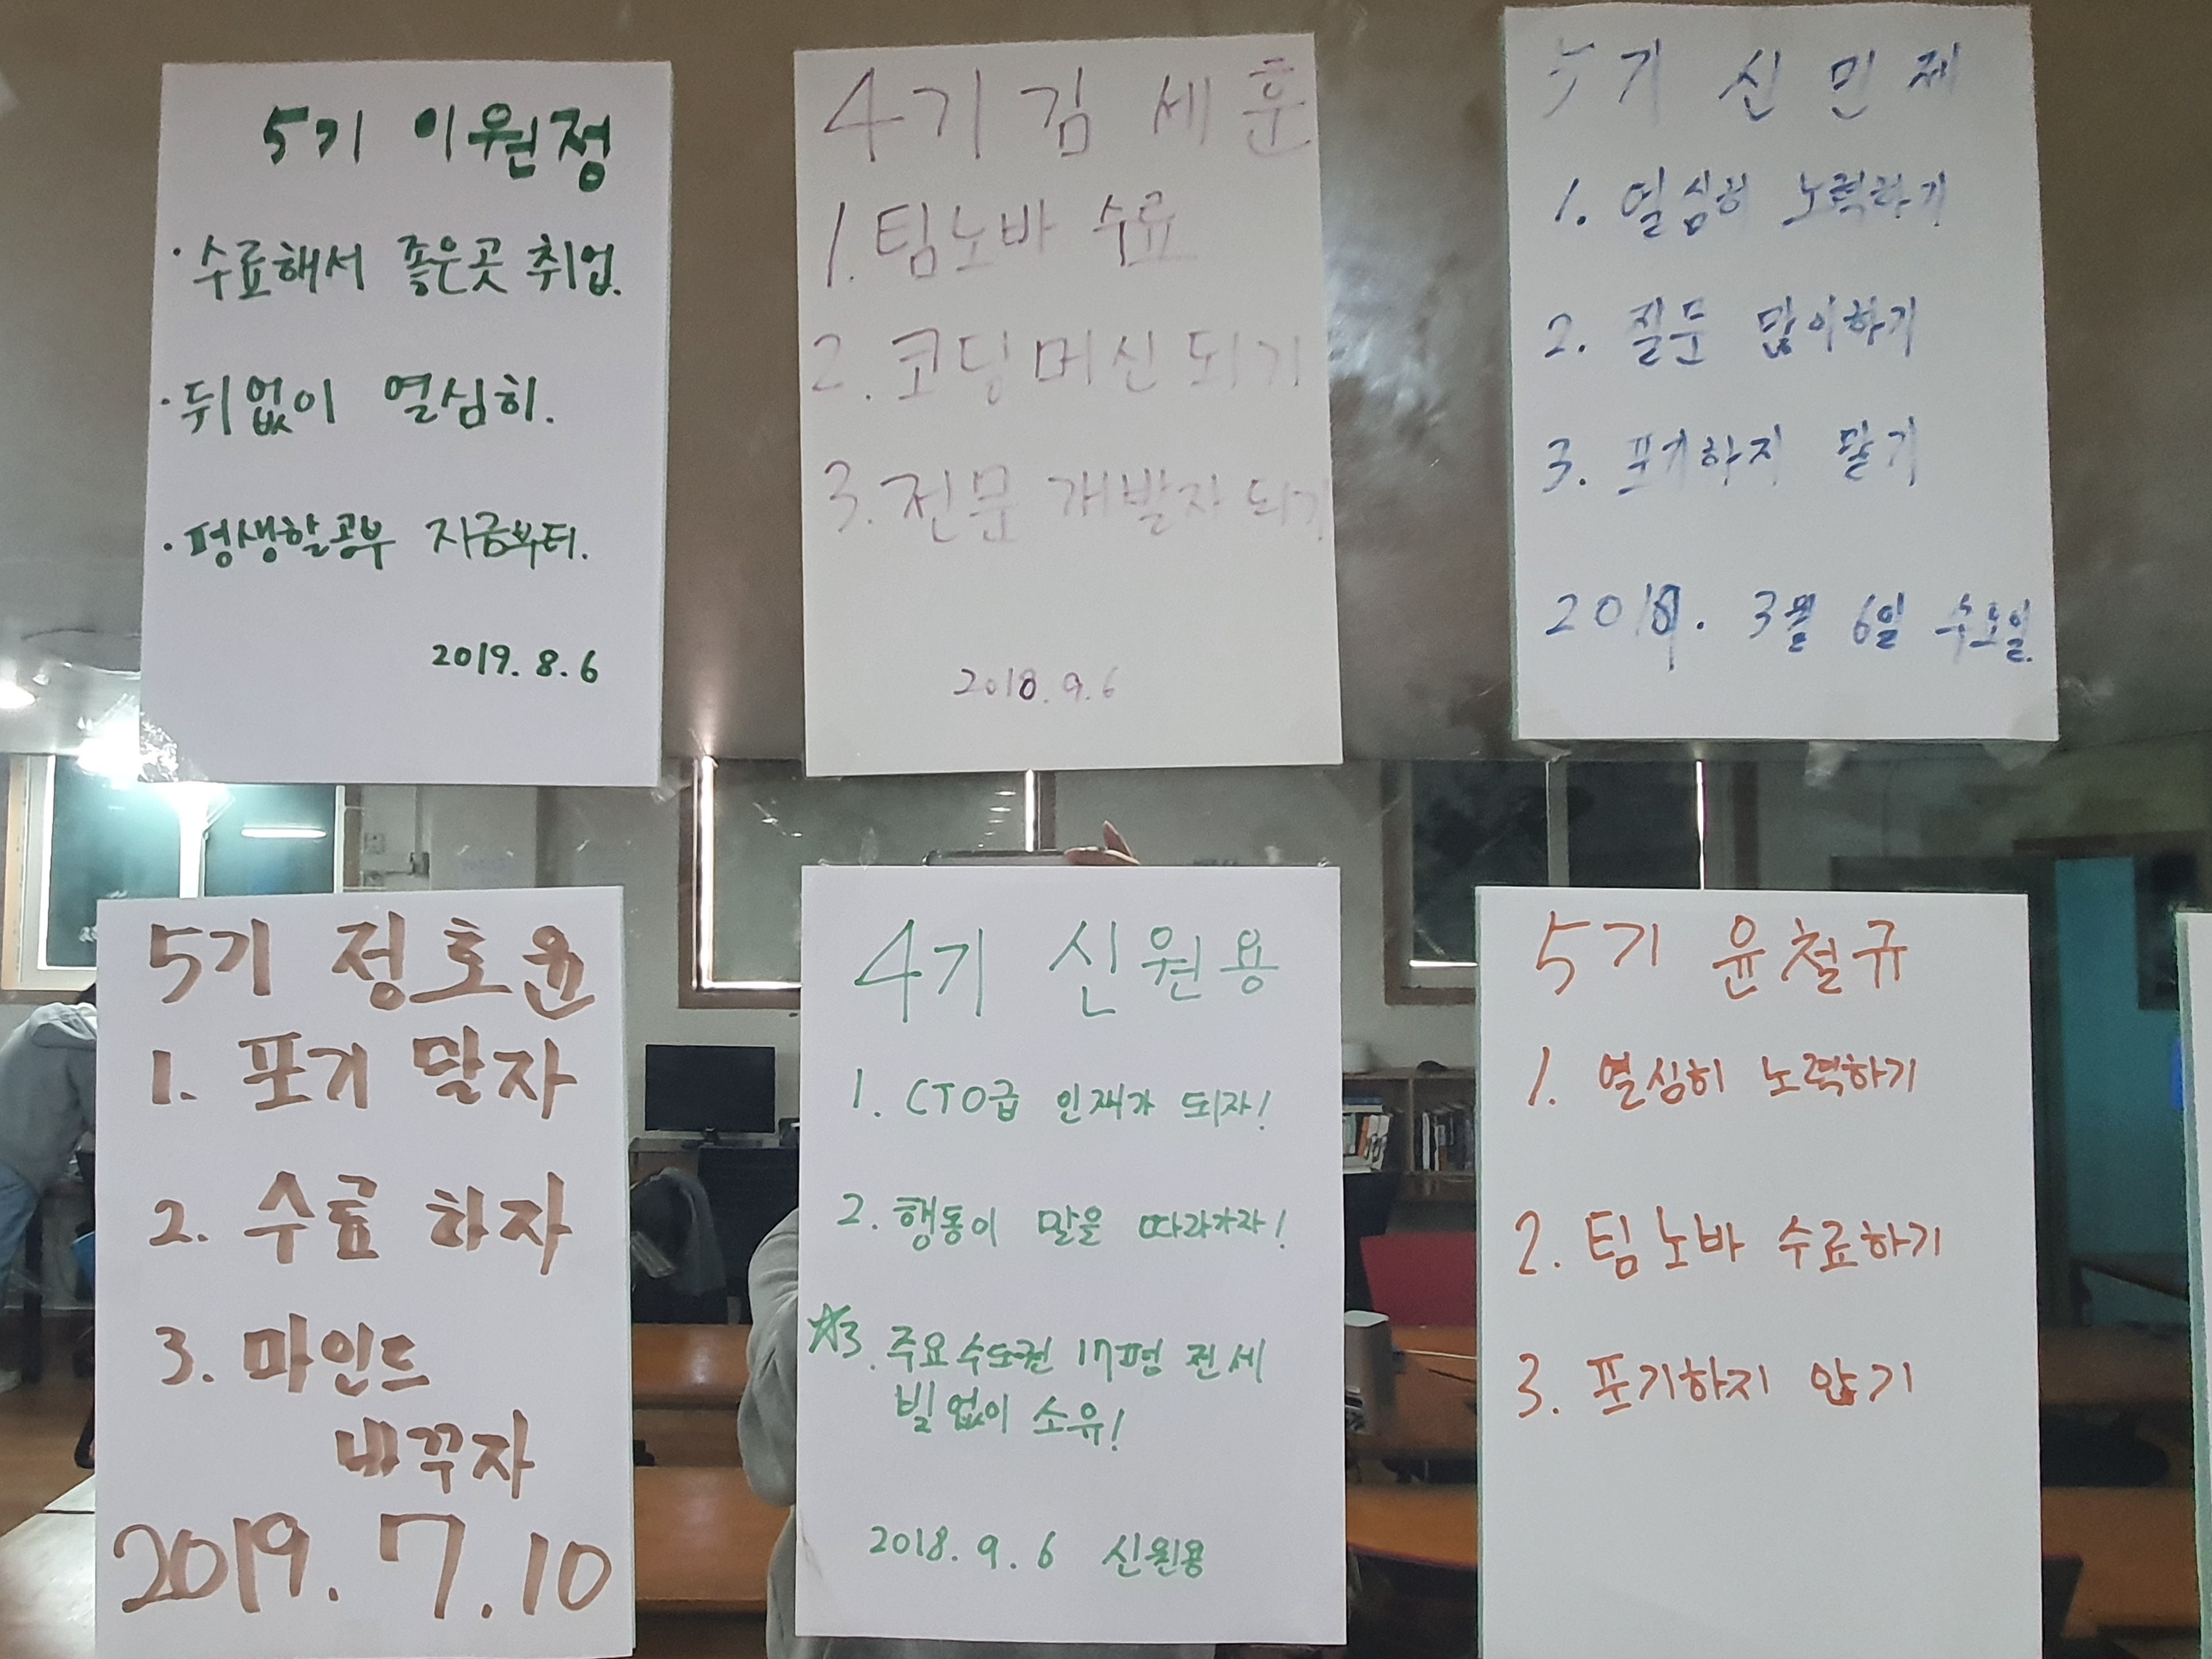 5기 이원정
· 수료해서 좋은곳 취업.
· 뒤없이 열심히.
· 평생할공부 지금부터.
2019. 8. 6
4기 김세훈
1. 팀노바 수료
2. 코딩머신되기
3. 전문 개발자되기
2018. 9. 6
5기 신민제
1. 열심히 노력하기
2. 질문 많이하기
3. 포기하지 말기
2019. 3월 6일 수요일
5기 정호윤
1. 포기 말자
2. 수료 하자
3. 마인드
바꾸자
2019. 7. 10
4기 신원용
1. CTO급 인재가 되자!
2. 행동이 말을 따라가자!
☆3. 주요수도권 17평 전세
빌없이 소유!
2018. 9. 6 신원용
5기 윤철규
1. 열심히 노력하기
2. 팀노바 수료하기
3. 포기하지 않기